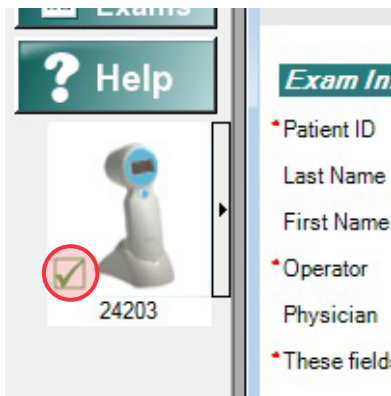 Exams
? Help
24203
Exam In
*Patient ID
Last Name
First Name
*Operator
Physician
*These fields